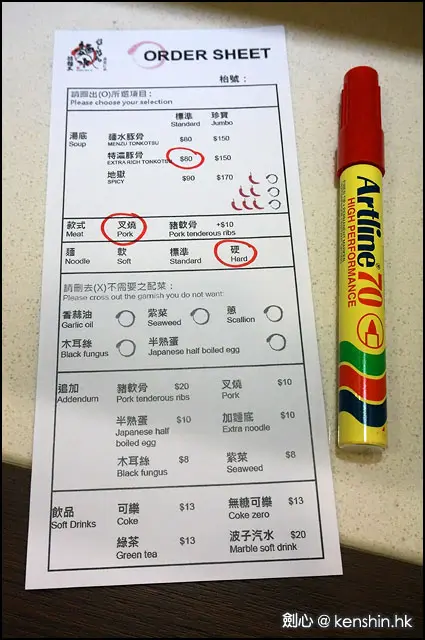 ORDER SHEET
枱號:
請圈出(O)所選項目:
Please choose your selection
標準 珍寶
Standard Jumbo
湯底 麵水豚骨 $80 $150
Soup MENZU TONKOTSU
特濃豚骨 $80 $150
EXTRA RICH TONKOTSU
地獄 $90 $170
SPICY
款式 叉燒 豬軟骨 +$10
Meat Pork Pork tenderous ribs
麵 軟 標準 硬
Noodle Soft Standard Hard
請刪去(X)不需要之配菜:
Please cross out the garnish you do not want:
香蒜油 紫菜 蔥
Garlic oil Seaweed Scallion
木耳絲 半熟蛋
Black fungus Japanese half boiled egg
追加 豬軟骨 $20 叉燒 $10
Addendum Pork tenderous ribs Pork
半熟蛋 $10 加麵底 $10
Japanese half Extra noodle
boiled egg
木耳絲 $8 紫菜 $8
Black fungus Seaweed
飲品 可樂 $13 無糖可樂 $13
Soft Drinks Coke Coke zero
綠茶 $13 波子汽水 $20
Green tea Marble soft drink
Artline 70
HIGH PERFORMANCE
劍心 @ kenshin.hk